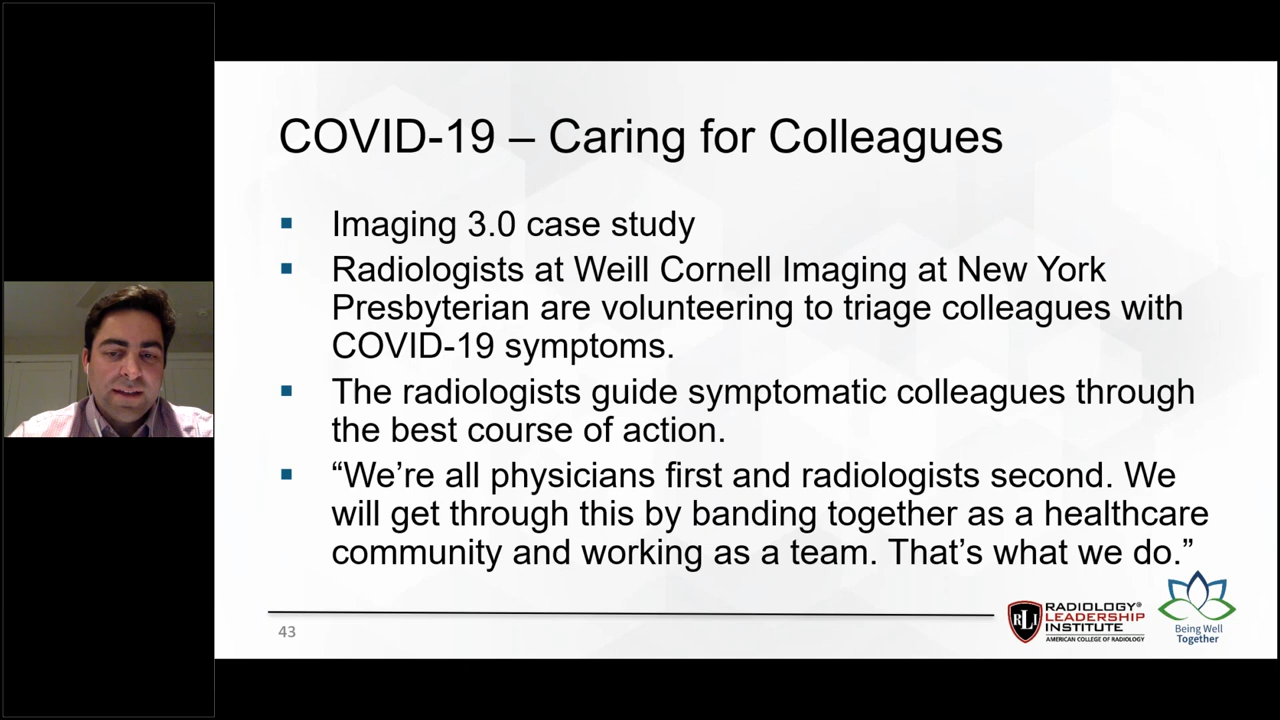 COVID-19 – Caring for Colleagues
Imaging 3.0 case study
Radiologists at Weill Cornell Imaging at New York
Presbyterian are volunteering to triage colleagues with
COVID-19 symptoms.
The radiologists guide symptomatic colleagues through
the best course of action.
“We’re all physicians first and radiologists second. We
will get through this by banding together as a healthcare
community and working as a team. That’s what we do.”
43
RLI
RADIOLOGY®
LEADERSHIP
INSTITUTE
AMERICAN COLLEGE OF RADIOLOGY
Being Well
Together